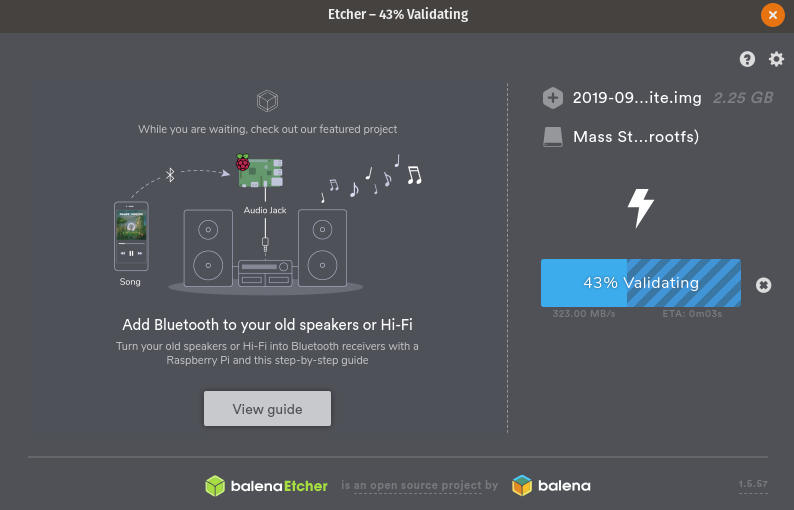 Etcher – 43% Validating
While you are waiting, check out our featured project
Audio Jack
Song
Add Bluetooth to your old speakers or Hi-Fi
Turn your old speakers or Hi-Fi into Bluetooth receivers with a
Raspberry Pi and this step-by-step guide
View guide
2019-09...ite.img 2.25 GB
Mass St...rootfs)
43% Validating
323.00 MB/s ETA: 0m03s
balenaEtcher is an open source project by balena
1.5.57